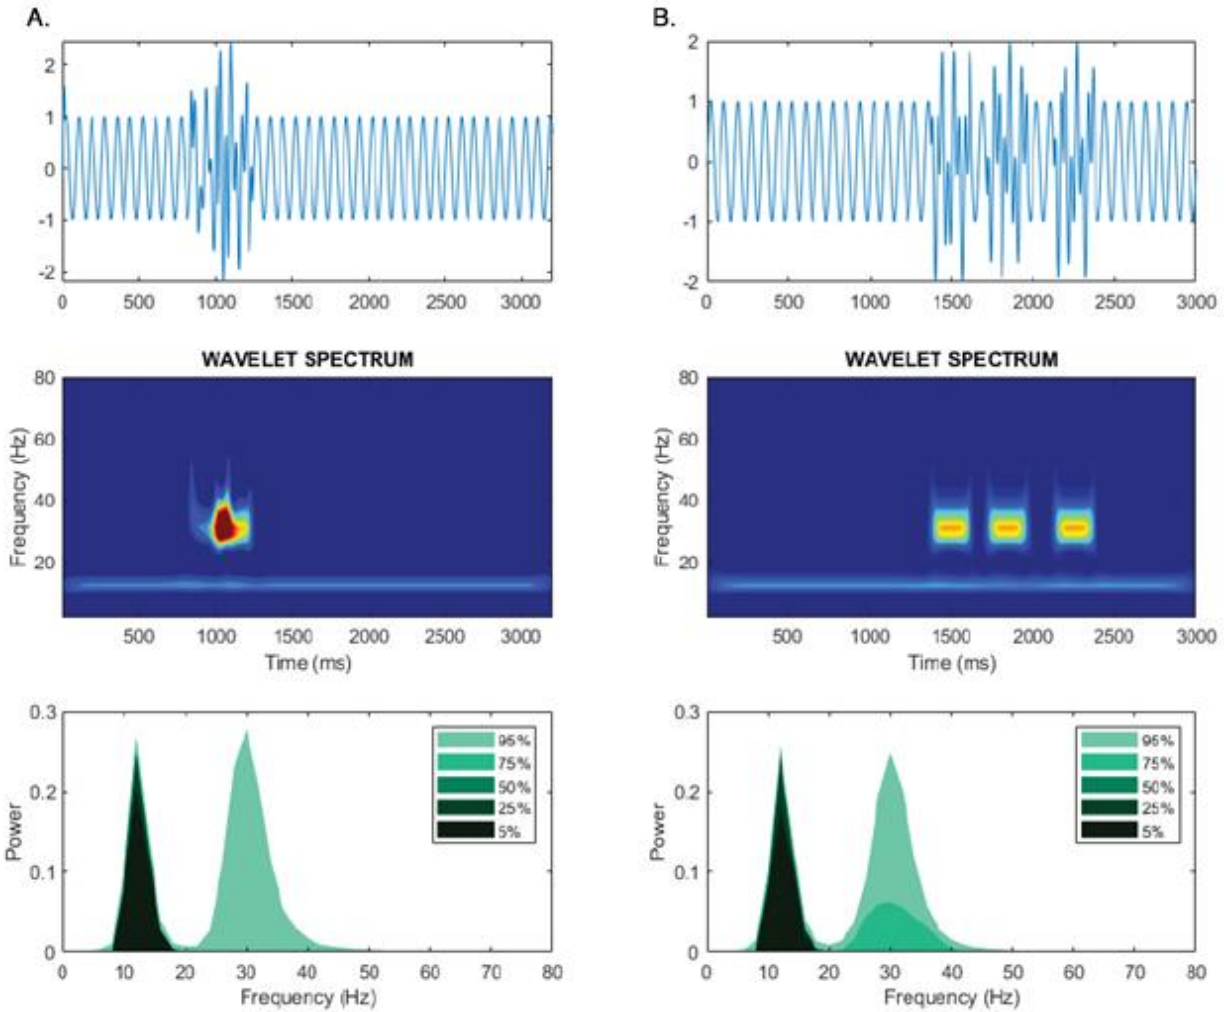 A.
2
1
0
-1
-2
0 500 1000 1500 2000 2500 3000
WAVELET SPECTRUM
80
60
40
20
Frequency (Hz)
500 1000 1500 2000 2500 3000
Time (ms)
0.3
0.2
0.1
0
Power
95%
75%
50%
25%
5%
0 10 20 30 40 50 60 70 80
Frequency (Hz)
B.
2
1
0
-1
-2
0 500 1000 1500 2000 2500 3000
WAVELET SPECTRUM
80
60
40
20
Frequency (Hz)
500 1000 1500 2000 2500 3000
Time (ms)
0.3
0.2
0.1
0
Power
95%
75%
50%
25%
5%
0 10 20 30 40 50 60 70 80
Frequency (Hz)